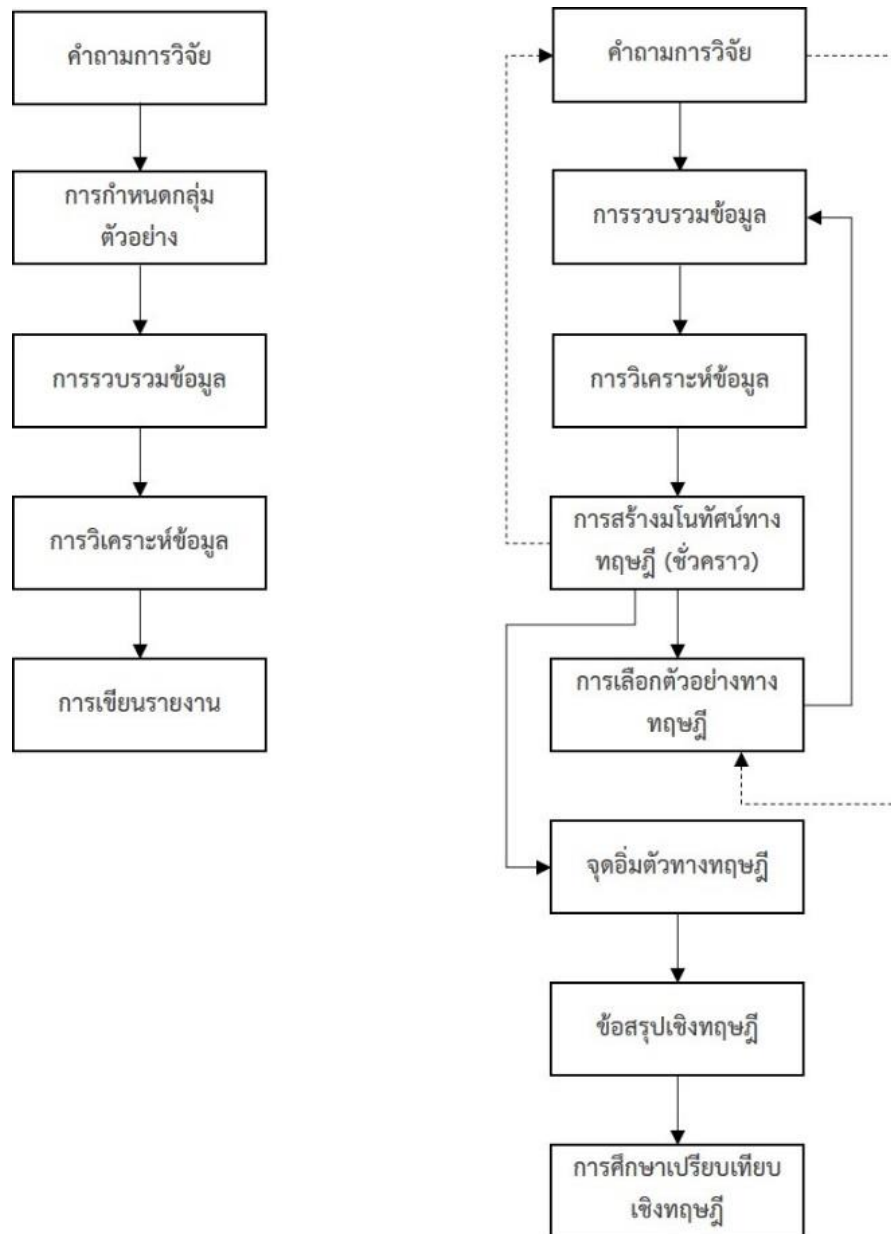 คำถามการวิจัย
การกำหนดกลุ่ม
ตัวอย่าง
การรวบรวมข้อมูล
การวิเคราะห์ข้อมูล
การเขียนรายงาน
คำถามการวิจัย
การรวบรวมข้อมูล
การวิเคราะห์ข้อมูล
การสร้างมโนทัศน์ทาง
ทฤษฎี (ชั่วคราว)
การเลือกตัวอย่างทาง
ทฤษฎี
จุดอิ่มตัวทางทฤษฎี
ข้อสรุปเชิงทฤษฎี
การศึกษาเปรียบเทียบ
เชิงทฤษฎี